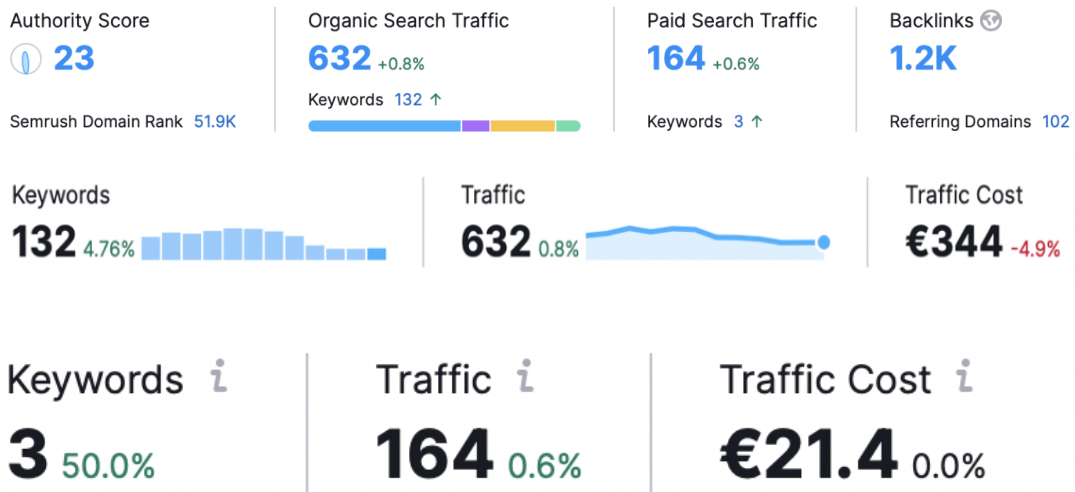 Authority Score
23
Semrush Domain Rank 51.9K
Organic Search Traffic
632 +0.8%
Keywords 132 ↑
Paid Search Traffic
164 +0.6%
Keywords 3 ↑
Backlinks
1.2K
Referring Domains 102
Keywords
132 4.76%
Traffic
632 0.8%
Traffic Cost
€344 -4.9%
Keywords i
3 50.0%
Traffic i
164 0.6%
Traffic Cost i
€21.4 0.0%